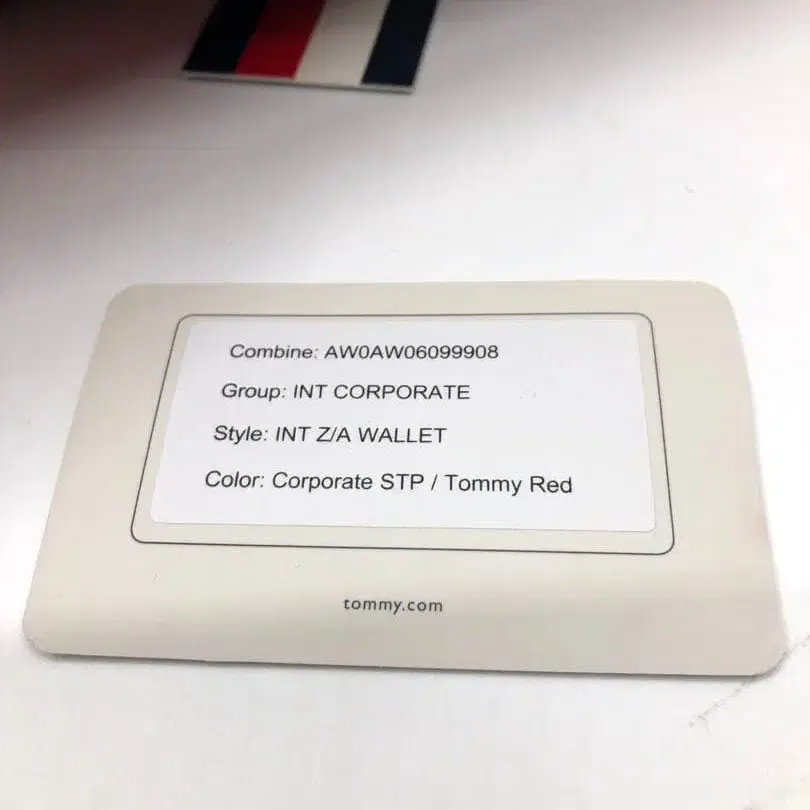 Combine: AW0AW06099908
Group: INT CORPORATE
Style: INT Z/A WALLET
Color: Corporate STP / Tommy Red
tommy.com